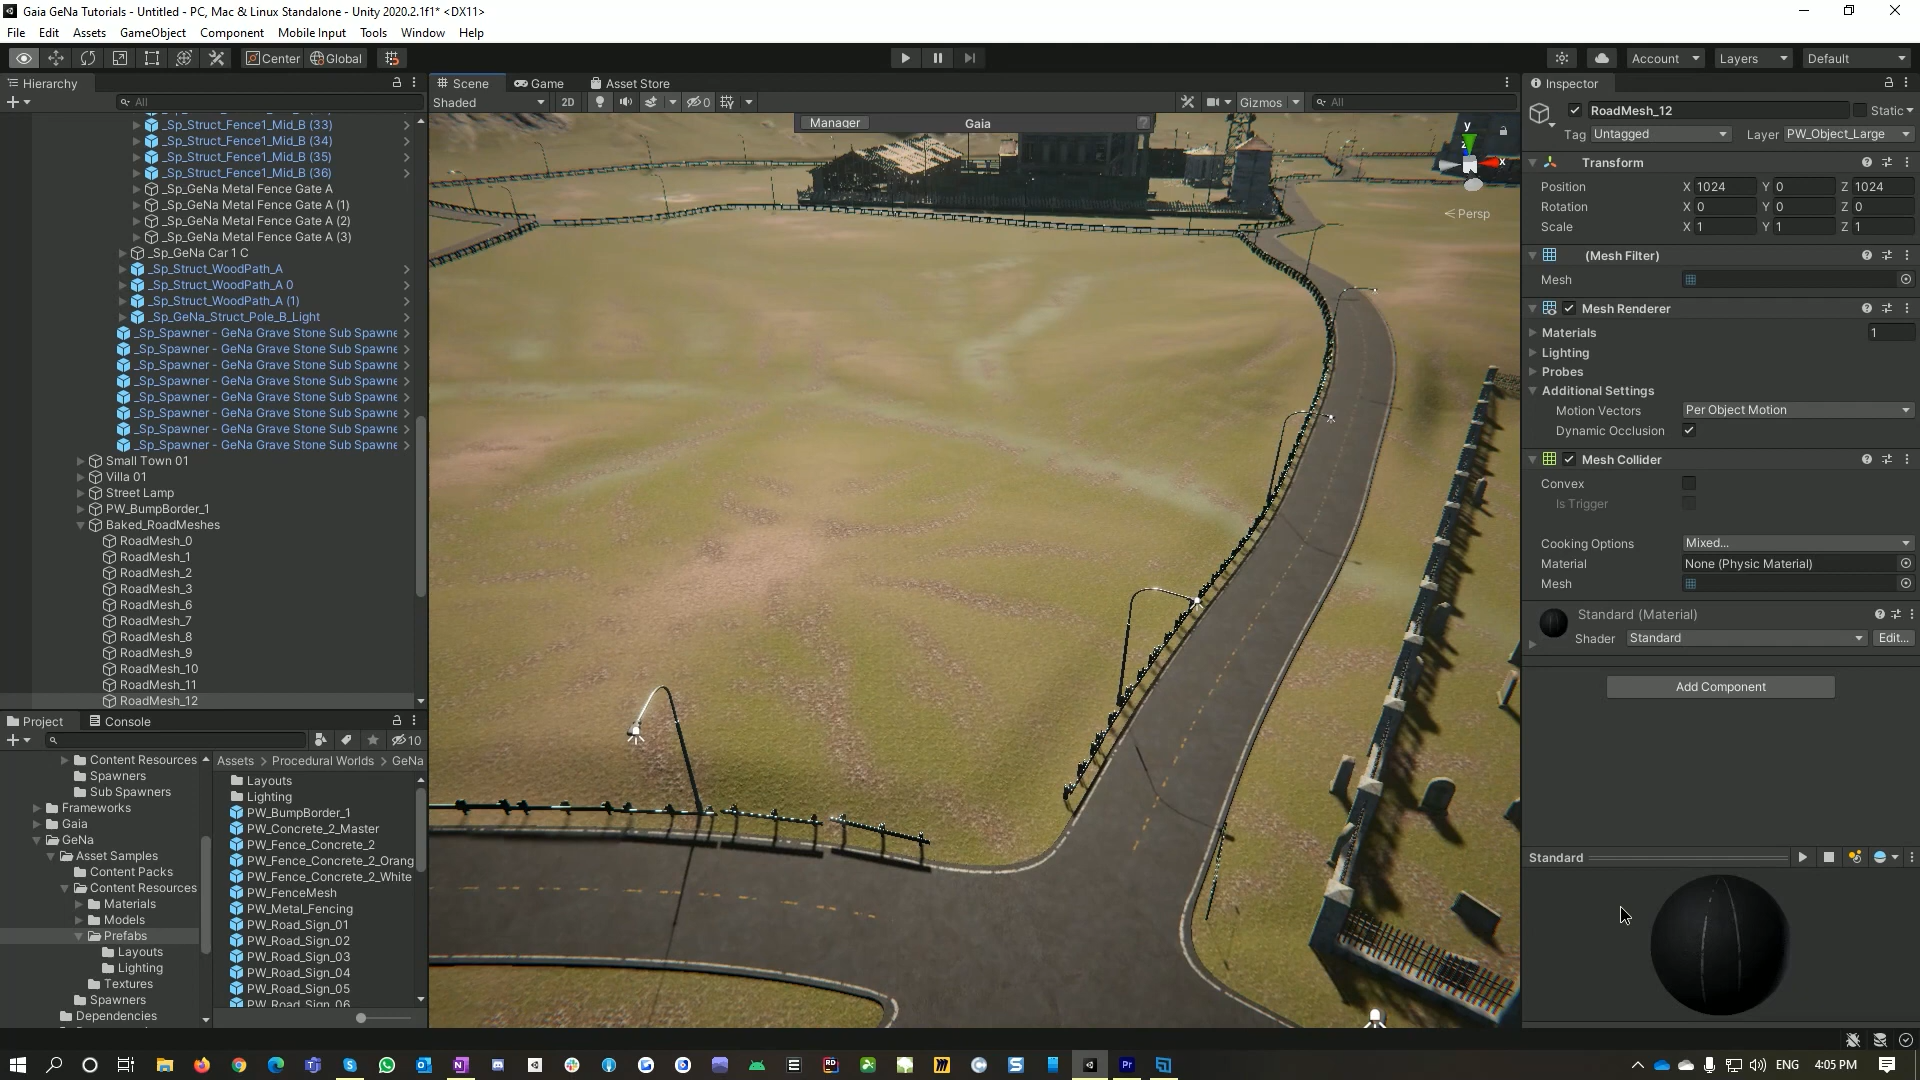 Gaia GeNa Tutorials - Untitled - PC, Mac & Linux Standalone - Unity 2020.2.1f1* <DX11>
File Edit Assets GameObject Component Mobile Input Tools Window Help
Center Global Account Layers Default
Hierarchy
All
_Sp_Struct_Fence1_Mid_B (33)
_Sp_Struct_Fence1_Mid_B (34)
_Sp_Struct_Fence1_Mid_B (35)
_Sp_Struct_Fence1_Mid_B (36)
_Sp_GeNa Metal Fence Gate A
_Sp_GeNa Metal Fence Gate A (1)
_Sp_GeNa Metal Fence Gate A (2)
_Sp_GeNa Metal Fence Gate A (3)
_Sp_GeNa Car 1 C
_Sp_Struct_WoodPath_A
_Sp_Struct_WoodPath_A 0
_Sp_Struct_WoodPath_A (1)
_Sp_GeNa_Struct_Pole_B_Light
_Sp_Spawner - GeNa Grave Stone Sub Spawne
_Sp_Spawner - GeNa Grave Stone Sub Spawne
_Sp_Spawner - GeNa Grave Stone Sub Spawne
_Sp_Spawner - GeNa Grave Stone Sub Spawne
_Sp_Spawner - GeNa Grave Stone Sub Spawne
_Sp_Spawner - GeNa Grave Stone Sub Spawne
_Sp_Spawner - GeNa Grave Stone Sub Spawne
_Sp_Spawner - GeNa Grave Stone Sub Spawne
Small Town 01
Villa 01
Street Lamp
PW_BumpBorder_1
Baked_RoadMeshes
RoadMesh_0
RoadMesh_1
RoadMesh_2
RoadMesh_3
RoadMesh_6
RoadMesh_7
RoadMesh_8
RoadMesh_9
RoadMesh_10
RoadMesh_11
RoadMesh_12
Scene Game Asset Store
Shaded 2D 0 Gizmos All
Manager Gaia ?
y
z
x
< Persp
Inspector
RoadMesh_12 Static
Tag Untagged Layer PW_Object_Large
Transform
Position X 1024 Y 0 Z 1024
Rotation X 0 Y 0 Z 0
Scale X 1 Y 1 Z 1
(Mesh Filter)
Mesh
Mesh Renderer
Materials 1
Lighting
Probes
Additional Settings
Motion Vectors Per Object Motion
Dynamic Occlusion
Mesh Collider
Convex
Is Trigger
Cooking Options Mixed...
Material None (Physic Material)
Mesh
Standard (Material)
Shader Standard Edit...
Add Component
Standard
Project Console
10
Content Resources
Spawners
Sub Spawners
Frameworks
Gaia
GeNa
Asset Samples
Content Packs
Content Resources
Materials
Models
Prefabs
Layouts
Lighting
Textures
Spawners
Dependencies
Assets > Procedural Worlds > GeNa
Layouts
Lighting
PW_BumpBorder_1
PW_Concrete_2_Master
PW_Fence_Concrete_2
PW_Fence_Concrete_2_Orang
PW_Fence_Concrete_2_White
PW_FenceMesh
PW_Metal_Fencing
PW_Road_Sign_01
PW_Road_Sign_02
PW_Road_Sign_03
PW_Road_Sign_04
PW_Road_Sign_05
PW_Road_Sign_06
ENG 4:05 PM